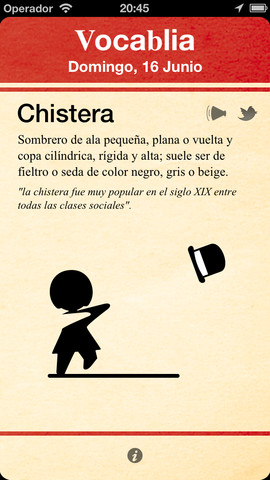 Operador 20:45
Vocablia
Domingo, 16 Junio
Chistera
Sombrero de ala pequeña, plana o vuelta y
copa cilíndrica, rígida y alta; suele ser de
fieltro o seda de color negro, gris o beige.
"la chistera fue muy popular en el siglo XIX entre
todas las clases sociales".